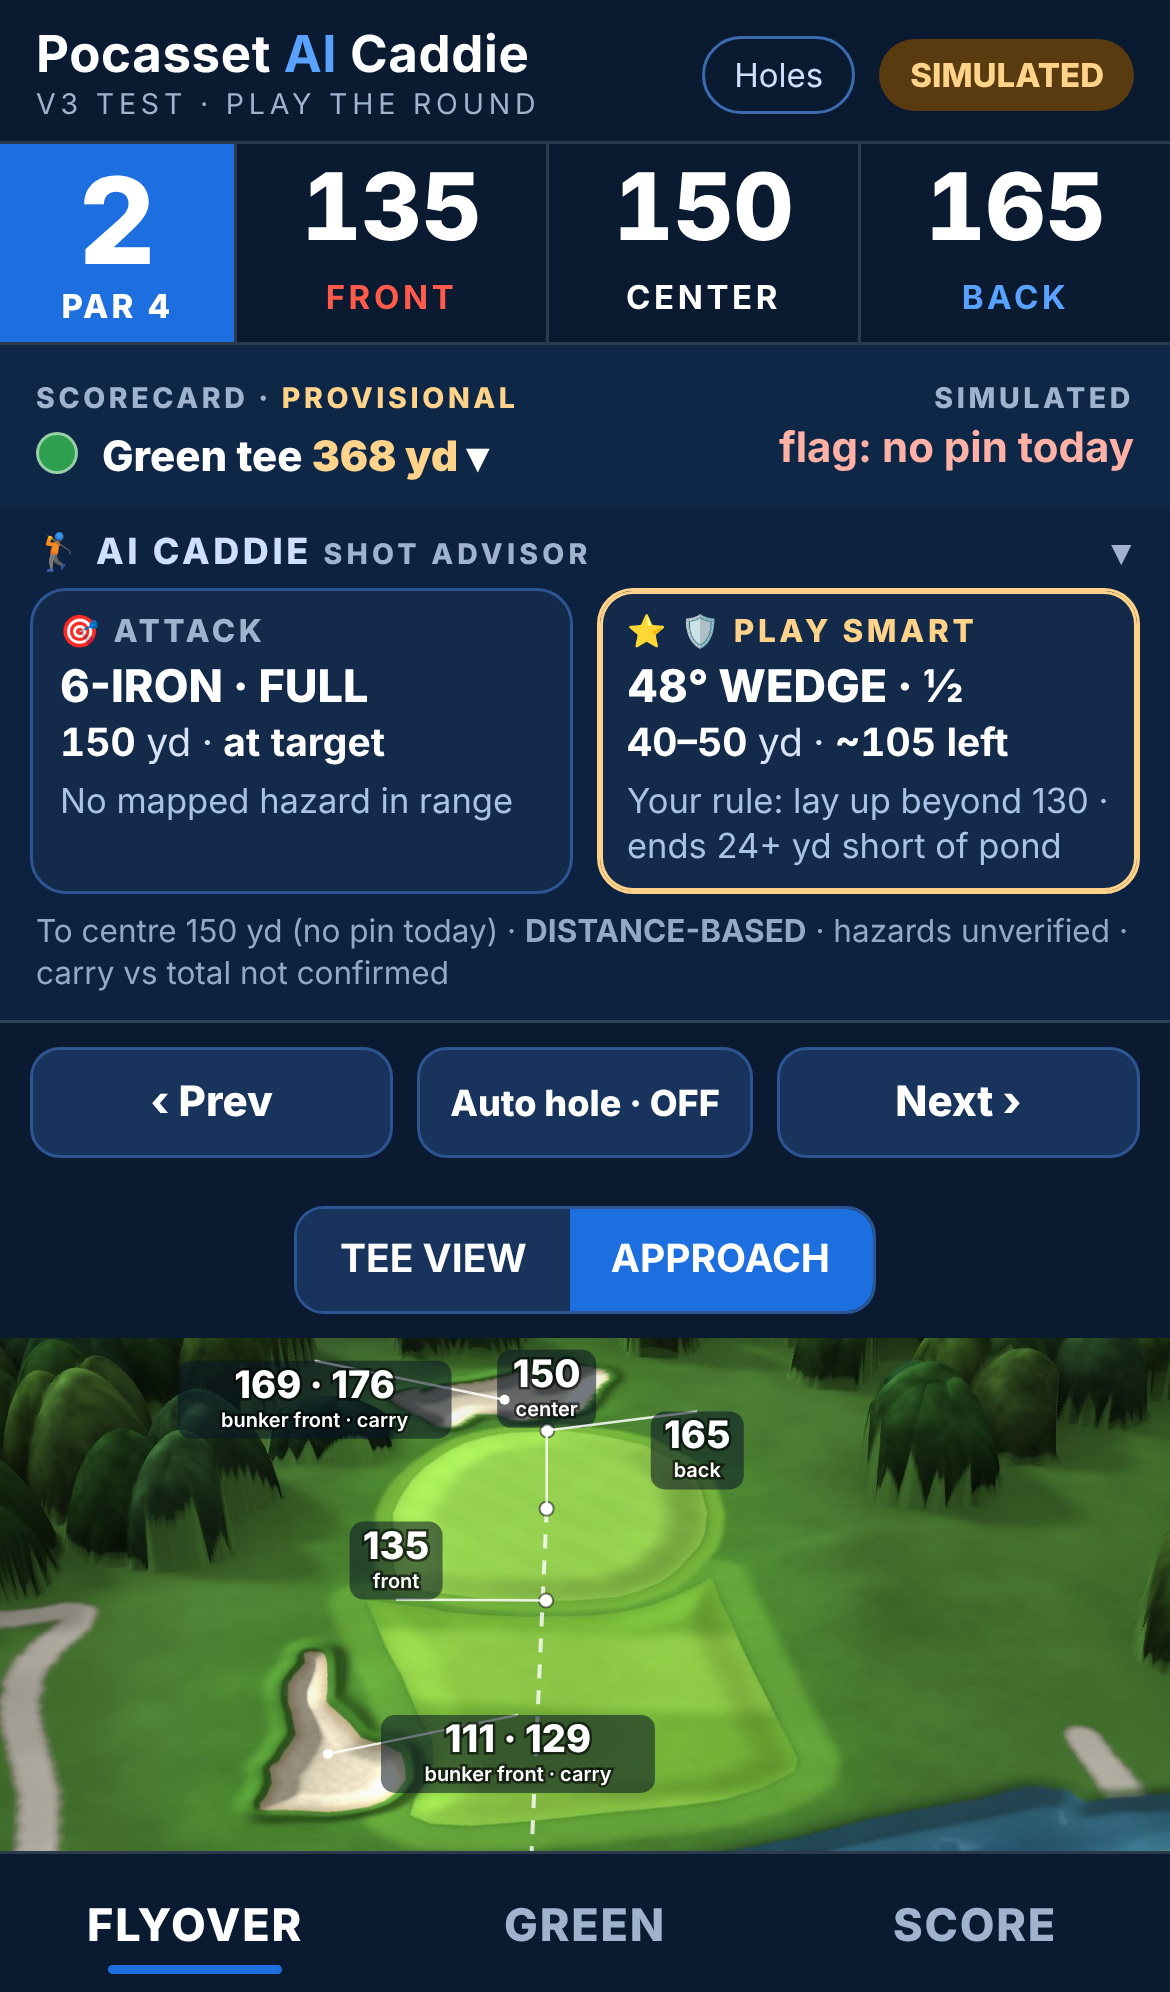 Pocasset AI Caddie
V3 TEST · PLAY THE ROUND
Holes
SIMULATED
2
PAR 4
135
FRONT
150
CENTER
165
BACK
SCORECARD · PROVISIONAL
Green tee 368 yd ▼
SIMULATED
flag: no pin today
AI CADDIE SHOT ADVISOR ▼
🎯 ATTACK
6-IRON · FULL
150 yd · at target
No mapped hazard in range
⭐ 🛡️ PLAY SMART
48° WEDGE · ½
40–50 yd · ~105 left
Your rule: lay up beyond 130 ·
ends 24+ yd short of pond
To centre 150 yd (no pin today) · DISTANCE-BASED · hazards unverified ·
carry vs total not confirmed
‹ Prev
Auto hole · OFF
Next ›
TEE VIEW
APPROACH
169 · 176
bunker front · carry
150
center
165
back
135
front
111 · 129
bunker front · carry
FLYOVER
GREEN
SCORE